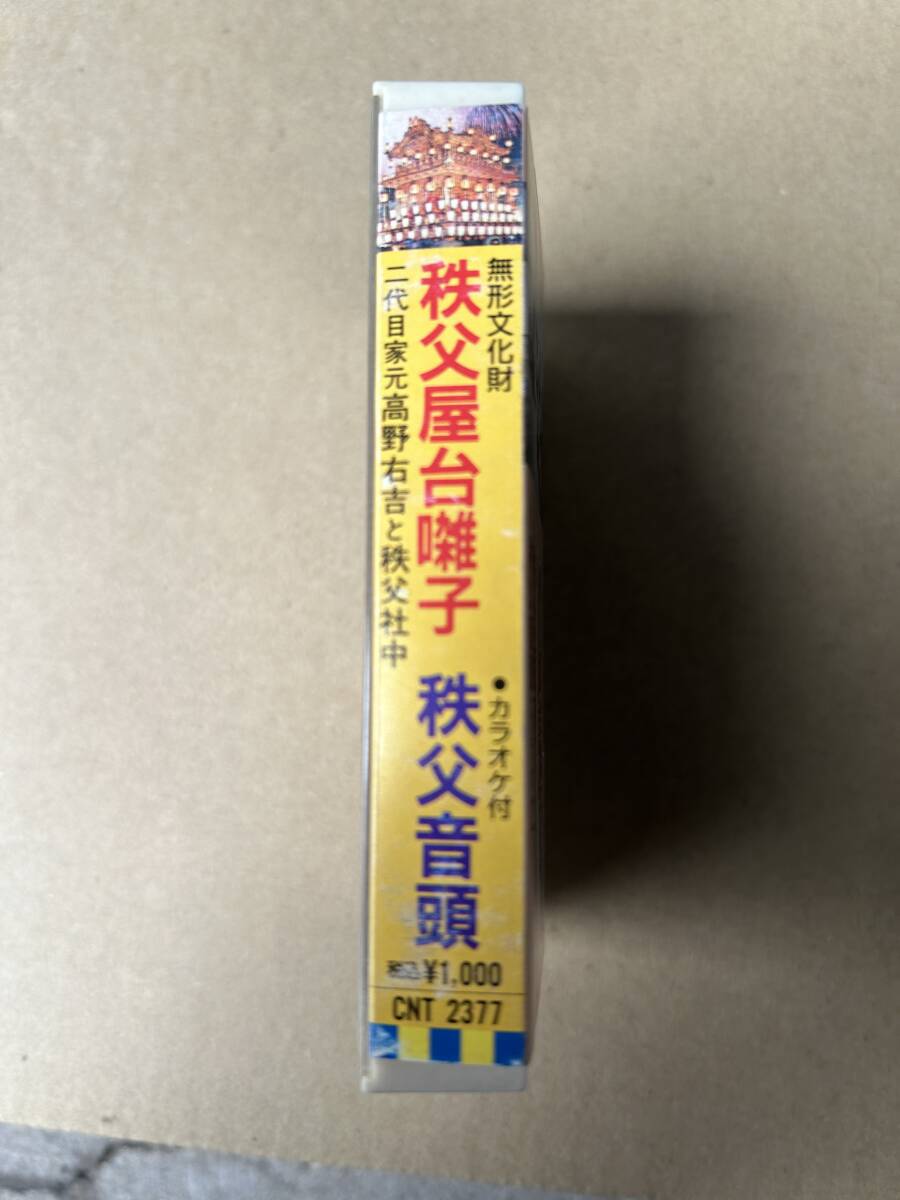 無形文化財
秩父屋台囃子
二代目家元高野右吉と秩父社中
●カラオケ付
秩父音頭
税込¥1,000
CNT 2377